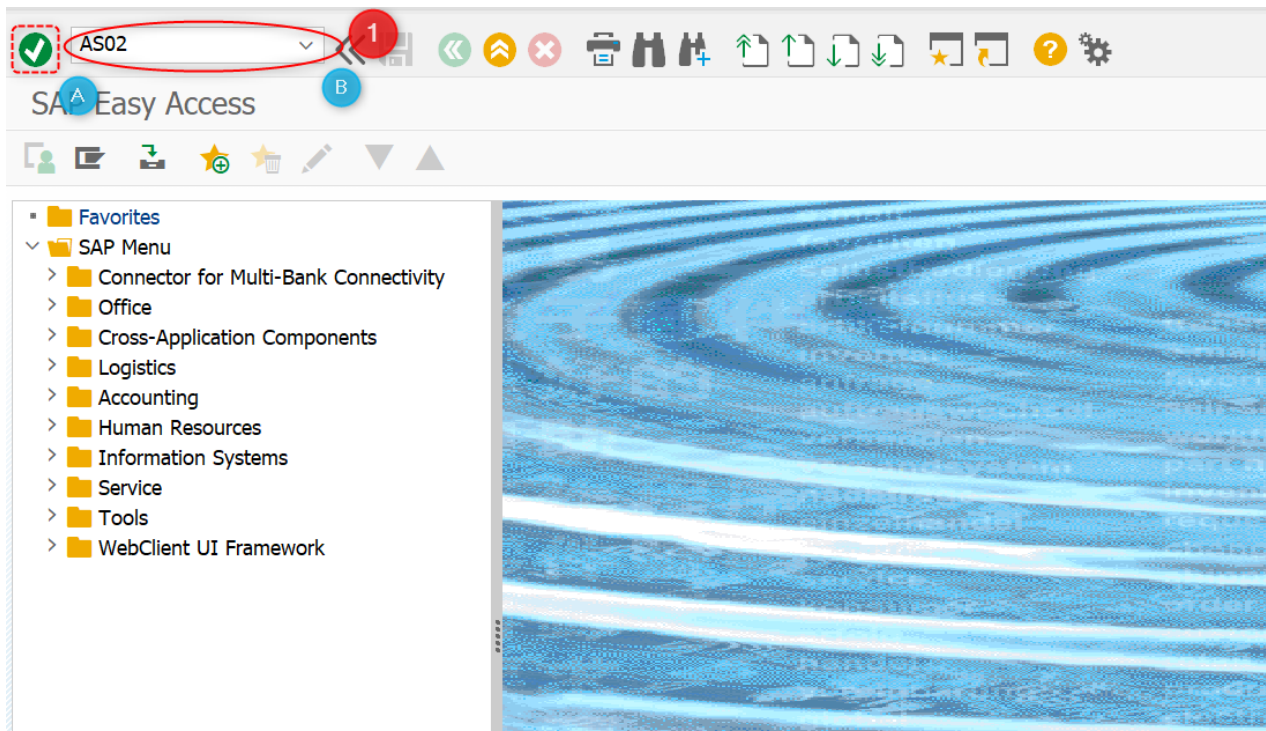 AS02
1
A
B
SAP Easy Access
Favorites
SAP Menu
Connector for Multi-Bank Connectivity
Office
Cross-Application Components
Logistics
Accounting
Human Resources
Information Systems
Service
Tools
WebClient UI Framework